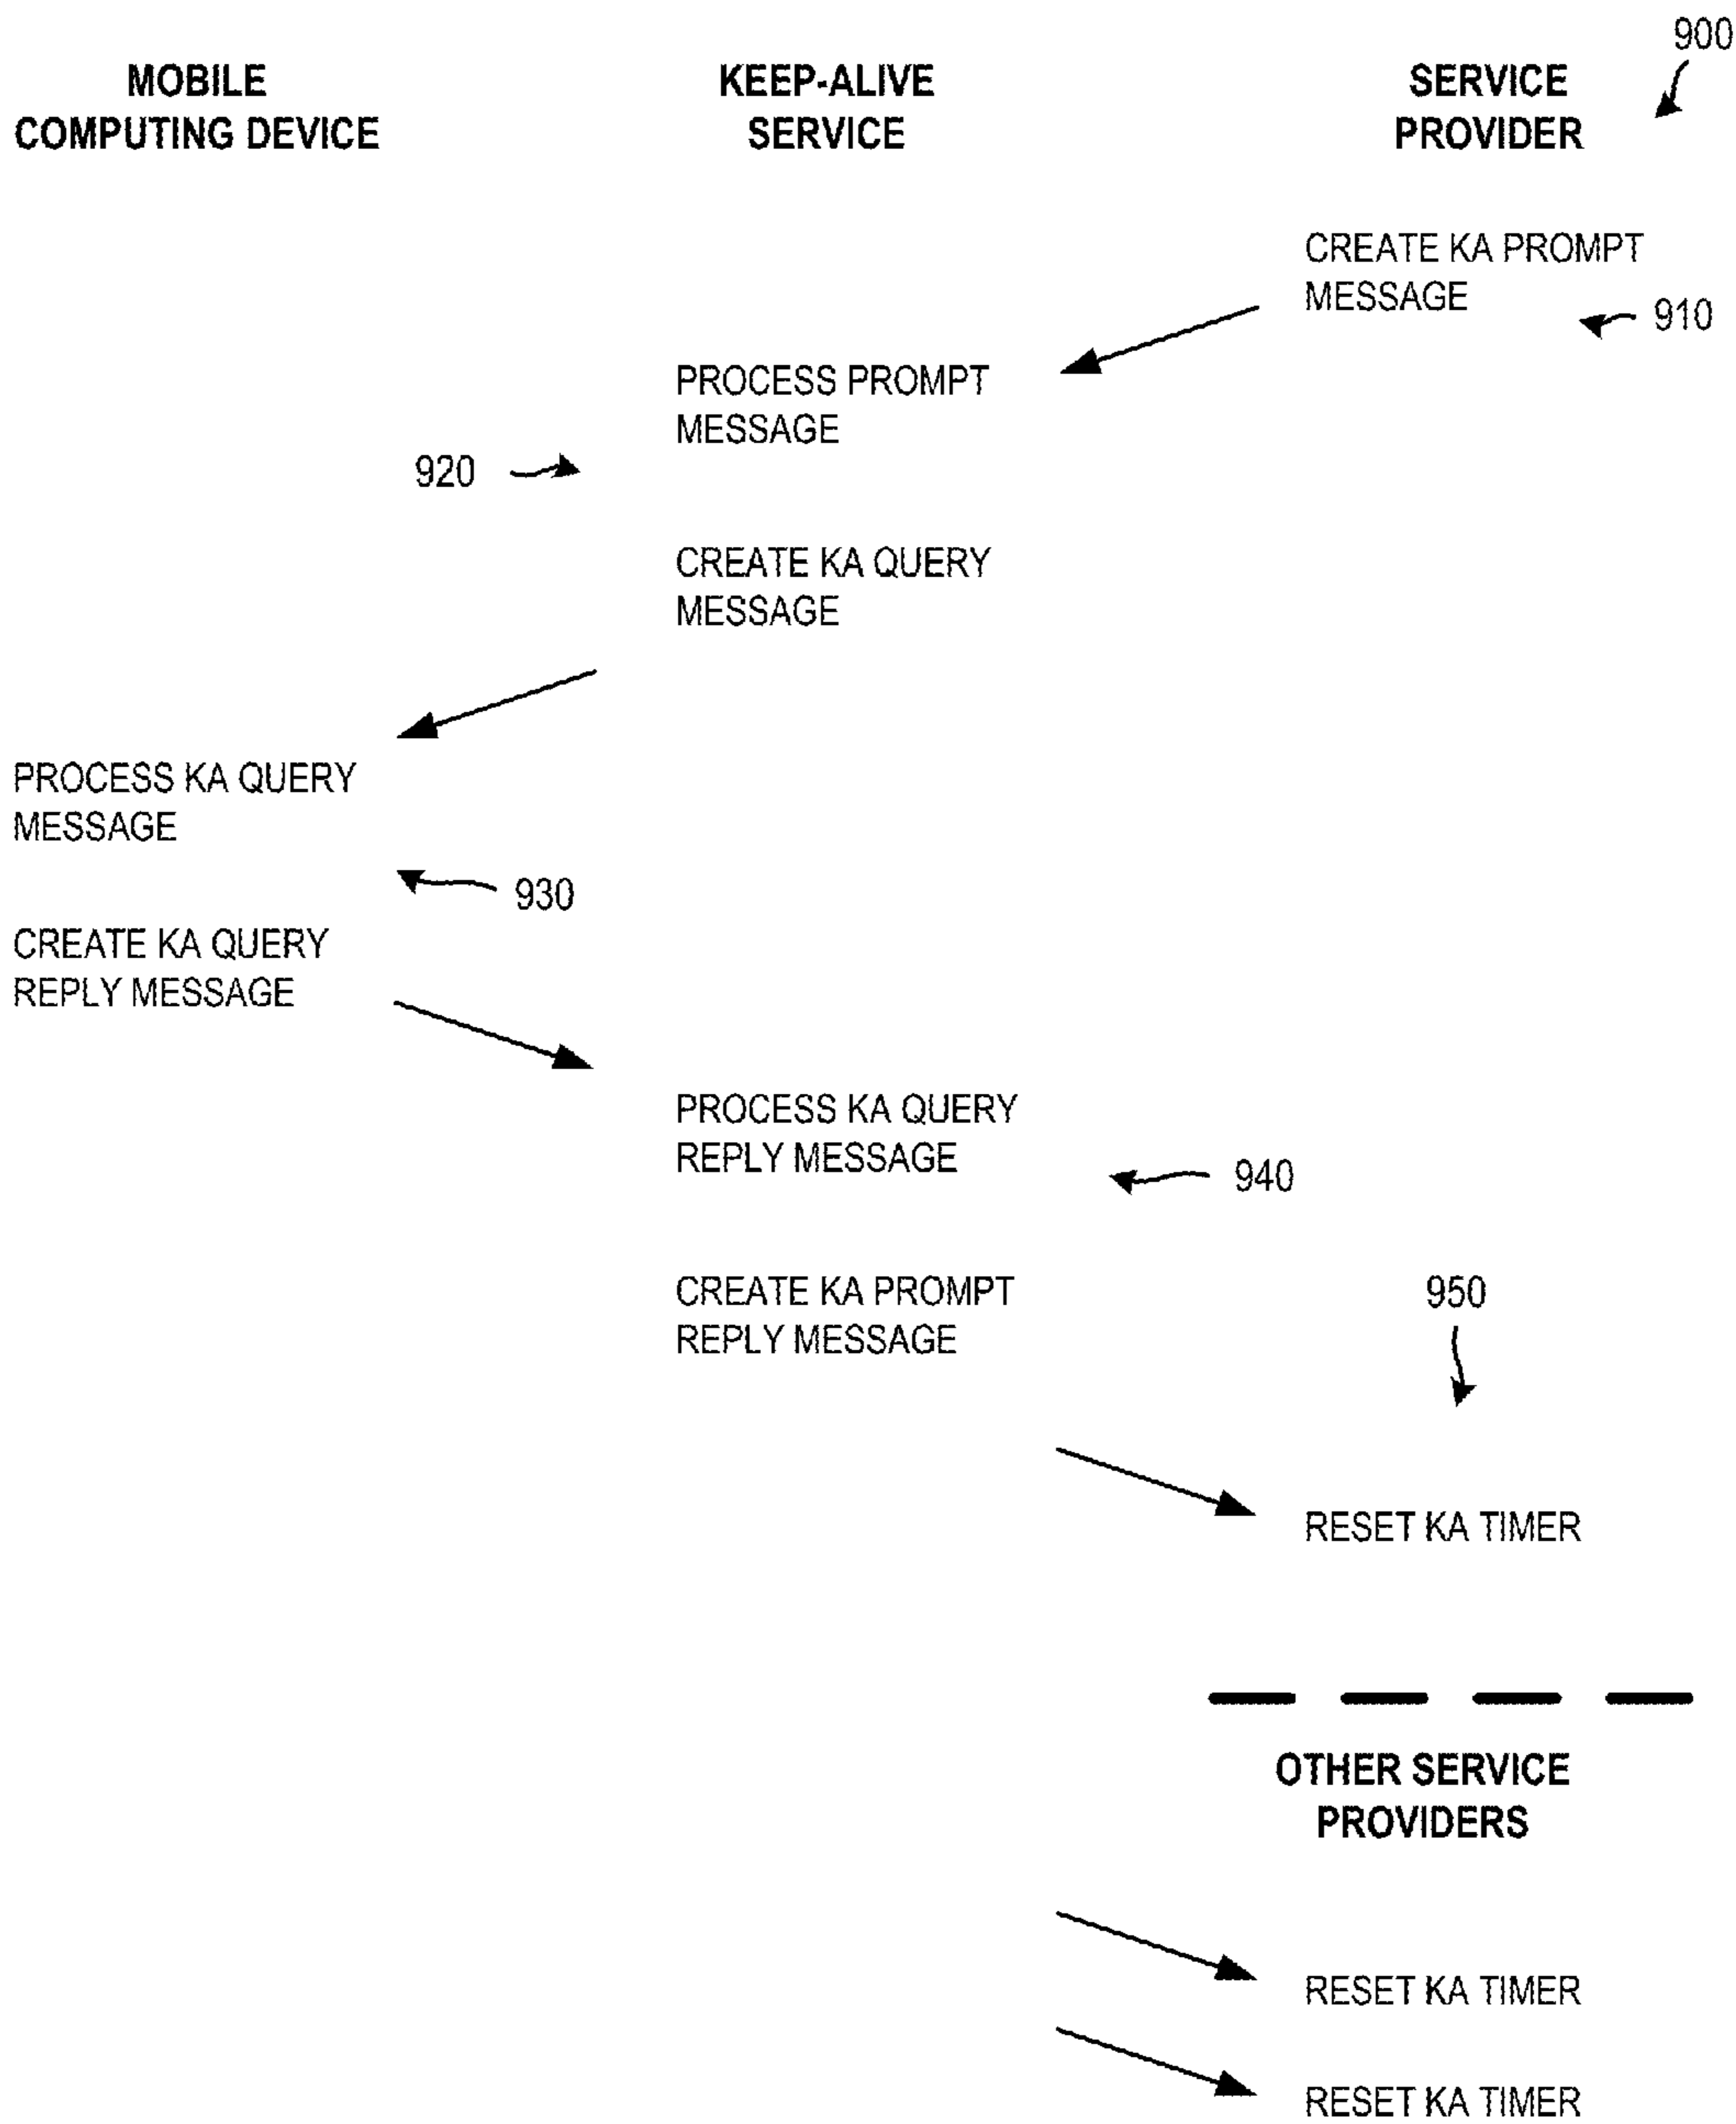 900
MOBILE
COMPUTING DEVICE
KEEP-ALIVE
SERVICE
SERVICE
PROVIDER
CREATE KA PROMPT
MESSAGE
910
PROCESS PROMPT
MESSAGE
920
CREATE KA QUERY
MESSAGE
PROCESS KA QUERY
MESSAGE
930
CREATE KA QUERY
REPLY MESSAGE
PROCESS KA QUERY
REPLY MESSAGE
940
CREATE KA PROMPT
REPLY MESSAGE
950
RESET KA TIMER
OTHER SERVICE
PROVIDERS
RESET KA TIMER
RESET KA TIMER